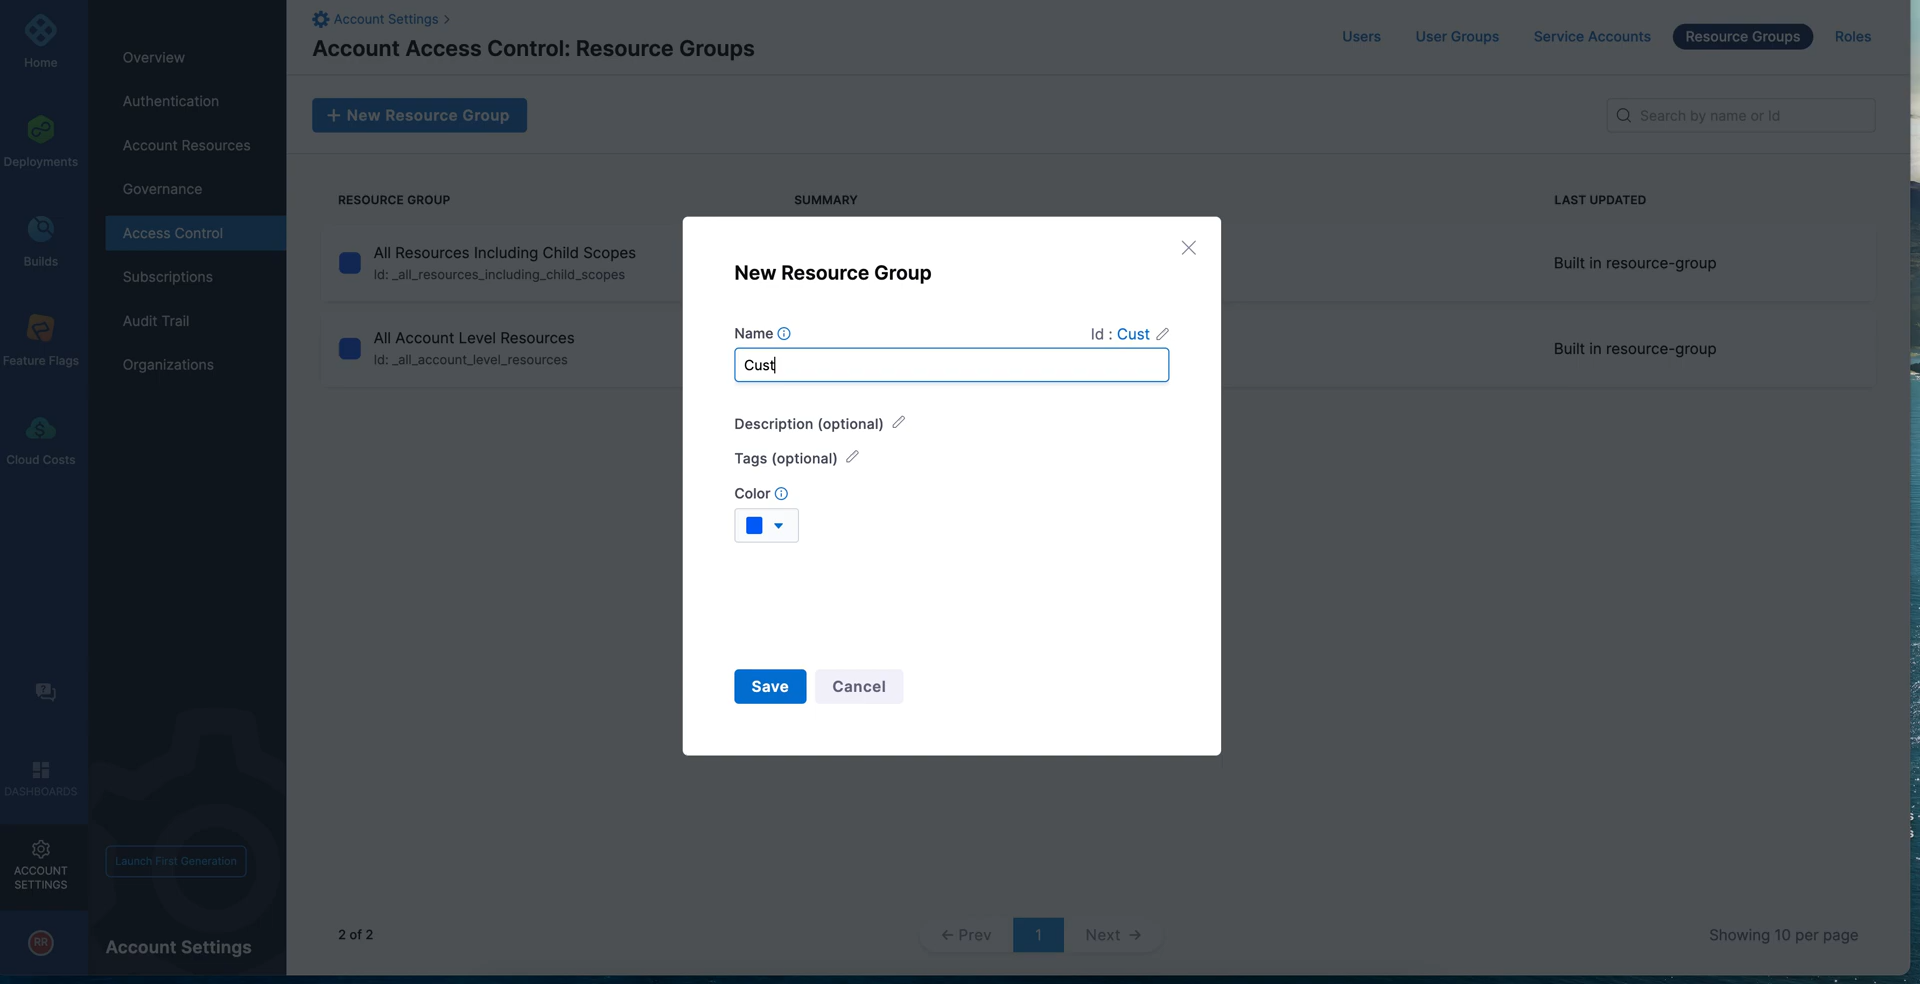 Home
Deployments
Builds
Feature Flags
Cloud Costs
DASHBOARDS
ACCOUNT
SETTINGS
RR
Overview
Authentication
Account Resources
Governance
Access Control
Subscriptions
Audit Trail
Organizations
Launch First Generation
Account Settings
Account Settings >
Account Access Control: Resource Groups
Users
User Groups
Service Accounts
Resource Groups
Roles
+ New Resource Group
Search by name or Id
RESOURCE GROUP
SUMMARY
LAST UPDATED
All Resources Including Child Scopes
Id: _all_resources_including_child_scopes
Built in resource-group
All Account Level Resources
Id: _all_account_level_resources
Built in resource-group
New Resource Group
Name
Id : Cust
Cust
Description (optional)
Tags (optional)
Color
Save
Cancel
2 of 2
← Prev
1
Next →
Showing 10 per page